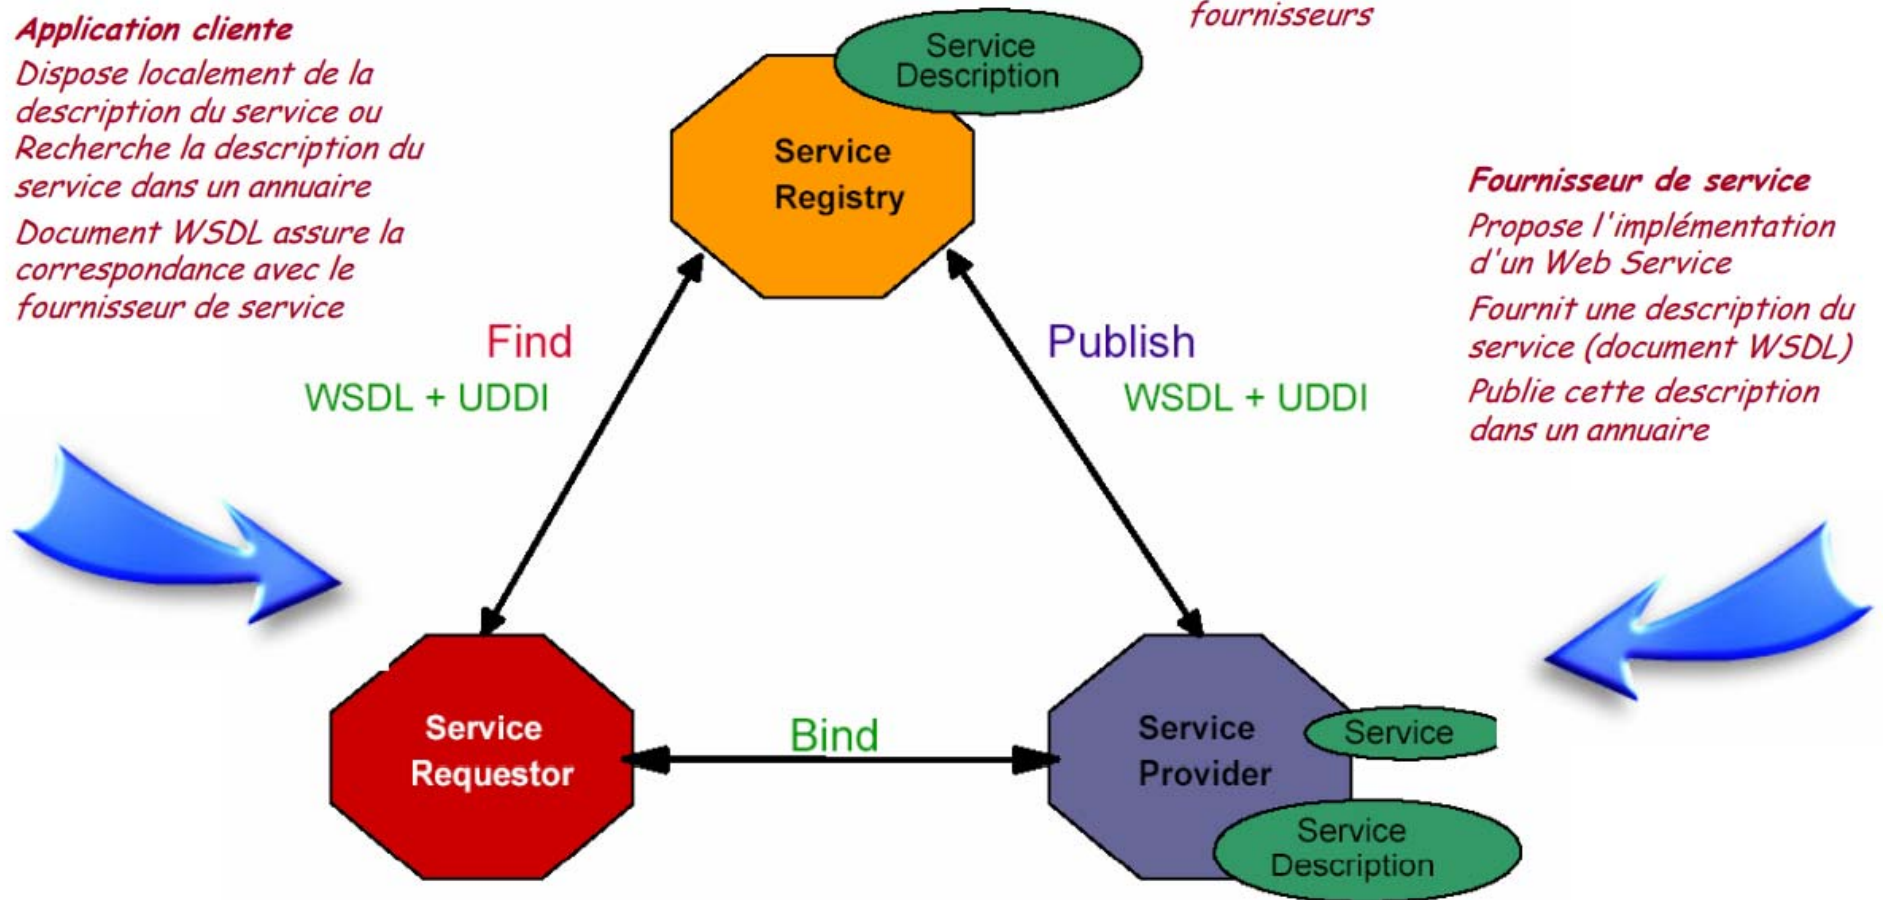 fournisseurs
Application cliente
Dispose localement de la
description du service ou
Recherche la description du
service dans un annuaire
Document WSDL assure la
correspondance avec le
fournisseur de service
Service
Description
Service
Registry
Fournisseur de service
Propose l'implémentation
d'un Web Service
Fournit une description du
service (document WSDL)
Publie cette description
dans un annuaire
Find
WSDL + UDDI
Publish
WSDL + UDDI
Service
Requestor
Bind
Service
Provider
Service
Service
Description